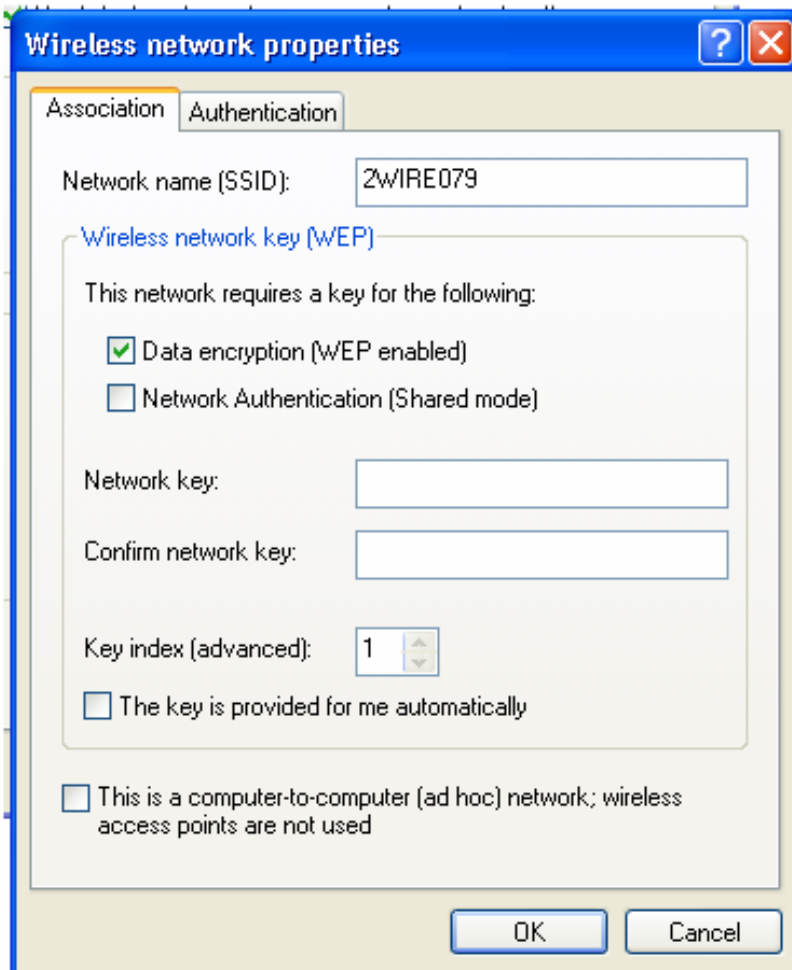 Wireless network properties
Association
Authentication
Network name (SSID):
2WIRE079
Wireless network key (WEP)
This network requires a key for the following:
Data encryption (WEP enabled)
Network Authentication (Shared mode)
Network key:
Confirm network key:
Key index (advanced):
1
The key is provided for me automatically
This is a computer-to-computer (ad hoc) network; wireless
access points are not used
OK
Cancel